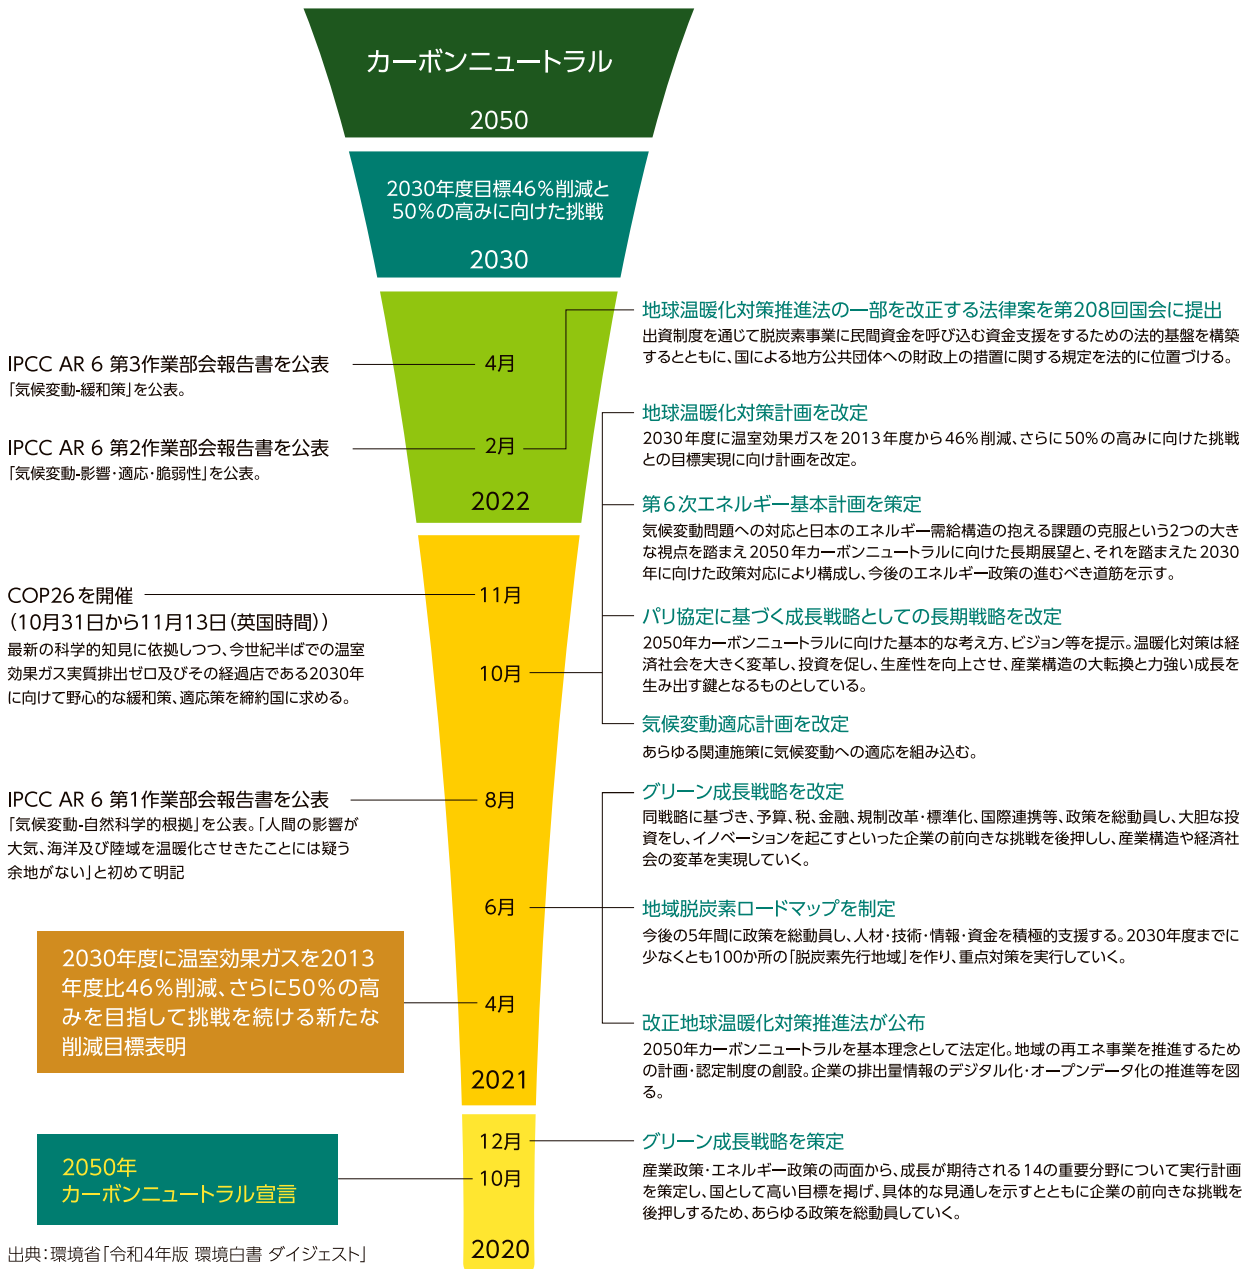 カーボンニュートラル
2050
2030年度目標46%削減と
50%の高みに向けた挑戦
2030
地球温暖化対策推進法の一部を改正する法律案を第208回国会に提出
出資制度を通じて脱炭素事業に民間資金を呼び込む資金支援をするための法的基盤を構築
するとともに、国による地方公共団体への財政上の措置に関する規定を法的に位置づける。
IPCC AR 6 第3作業部会報告書を公表
「気候変動-緩和策」を公表。
4月
地球温暖化対策計画を改定
2030年度に温室効果ガスを2013年度から46%削減、さらに50%の高みに向けた挑戦
との目標実現に向け計画を改定。
IPCC AR 6 第2作業部会報告書を公表
「気候変動-影響・適応・脆弱性」を公表。
2月
2022
第6次エネルギー基本計画を策定
気候変動問題への対応と日本のエネルギー需給構造の抱える課題の克服という2つの大き
な視点を踏まえ2050年カーボンニュートラルに向けた長期展望と、それを踏まえた2030
年に向けた政策対応により構成し、今後のエネルギー政策の進むべき道筋を示す。
COP26を開催
（10月31日から11月13日（英国時間））
最新の科学的知見に依拠しつつ、今世紀半ばでの温室
効果ガス実質排出ゼロ及びその経過店である2030年
に向けて野心的な緩和策、適応策を締約国に求める。
11月
パリ協定に基づく成長戦略としての長期戦略を改定
2050年カーボンニュートラルに向けた基本的な考え方、ビジョン等を提示。温暖化対策は経
済社会を大きく変革し、投資を促し、生産性を向上させ、産業構造の大転換と力強い成長を
生み出す鍵となるものとしている。
10月
気候変動適応計画を改定
あらゆる関連施策に気候変動への適応を組み込む。
IPCC AR 6 第1作業部会報告書を公表
「気候変動-自然科学的根拠」を公表。「人間の影響が
大気、海洋及び陸域を温暖化させきたことには疑う
余地がない」と初めて明記
8月
グリーン成長戦略を改定
同戦略に基づき、予算、税、金融、規制改革・標準化、国際連携等、政策を総動員し、大胆な投
資をし、イノベーションを起こすといった企業の前向きな挑戦を後押しし、産業構造や経済社
会の変革を実現していく。
6月
地域脱炭素ロードマップを制定
今後の5年間に政策を総動員し、人材・技術・情報・資金を積極的支援する。2030年度までに
少なくとも100か所の「脱炭素先行地域」を作り、重点対策を実行していく。
2030年度に温室効果ガスを2013
年度比46%削減、さらに50%の高
みを目指して挑戦を続ける新たな
削減目標表明
4月
改正地球温暖化対策推進法が公布
2050年カーボンニュートラルを基本理念として法定化。地域の再エネ事業を推進するため
の計画・認定制度の創設。企業の排出量情報のデジタル化・オープンデータ化の推進等を図
る。
2021
12月
グリーン成長戦略を策定
産業政策・エネルギー政策の両面から、成長が期待される14の重要分野について実行計画
を策定し、国として高い目標を掲げ、具体的な見通しを示すとともに企業の前向きな挑戦を
後押しするため、あらゆる政策を総動員していく。
2050年
カーボンニュートラル宣言
10月
2020
出典：環境省「令和4年版 環境白書 ダイジェスト」